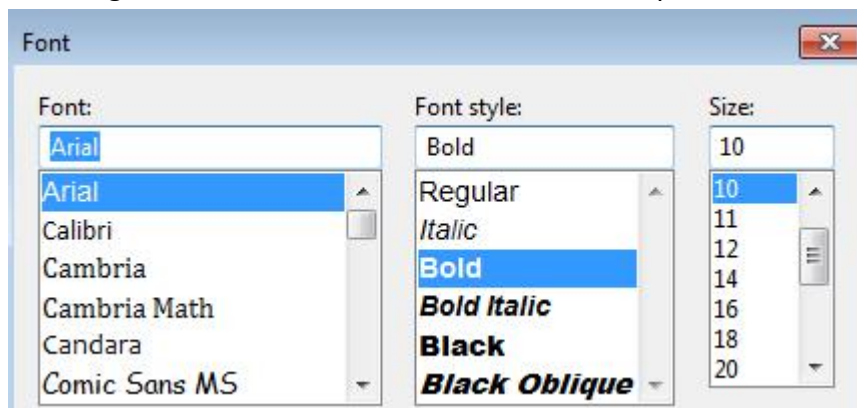 Font
Font:
Font style:
Size:
Arial
Bold
10
Arial
Calibri
Cambria
Cambria Math
Candara
Comic Sans MS
Regular
Italic
Bold
Bold Italic
Black
Black Oblique
10
11
12
14
16
18
20